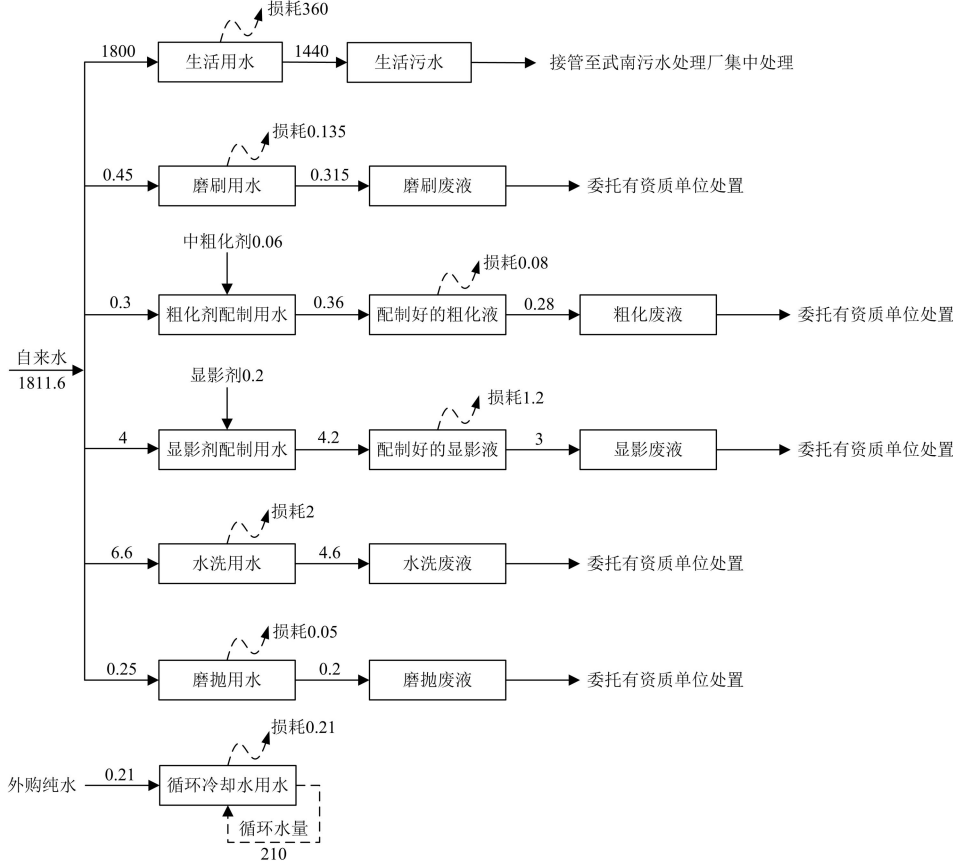 损耗360
1800
生活用水
1440
生活污水
接管至武南污水处理厂集中处理
损耗0.135
0.45
磨刷用水
0.315
磨刷废液
委托有资质单位处置
中粗化剂0.06
损耗0.08
0.3
粗化剂配制用水
0.36
配制好的粗化液
0.28
粗化废液
委托有资质单位处置
自来水
1811.6
显影剂0.2
损耗1.2
4
显影剂配制用水
4.2
配制好的显影液
3
显影废液
委托有资质单位处置
损耗2
6.6
水洗用水
4.6
水洗废液
委托有资质单位处置
损耗0.05
0.25
磨抛用水
0.2
磨抛废液
委托有资质单位处置
损耗0.21
外购纯水
0.21
循环冷却水用水
循环水量
210